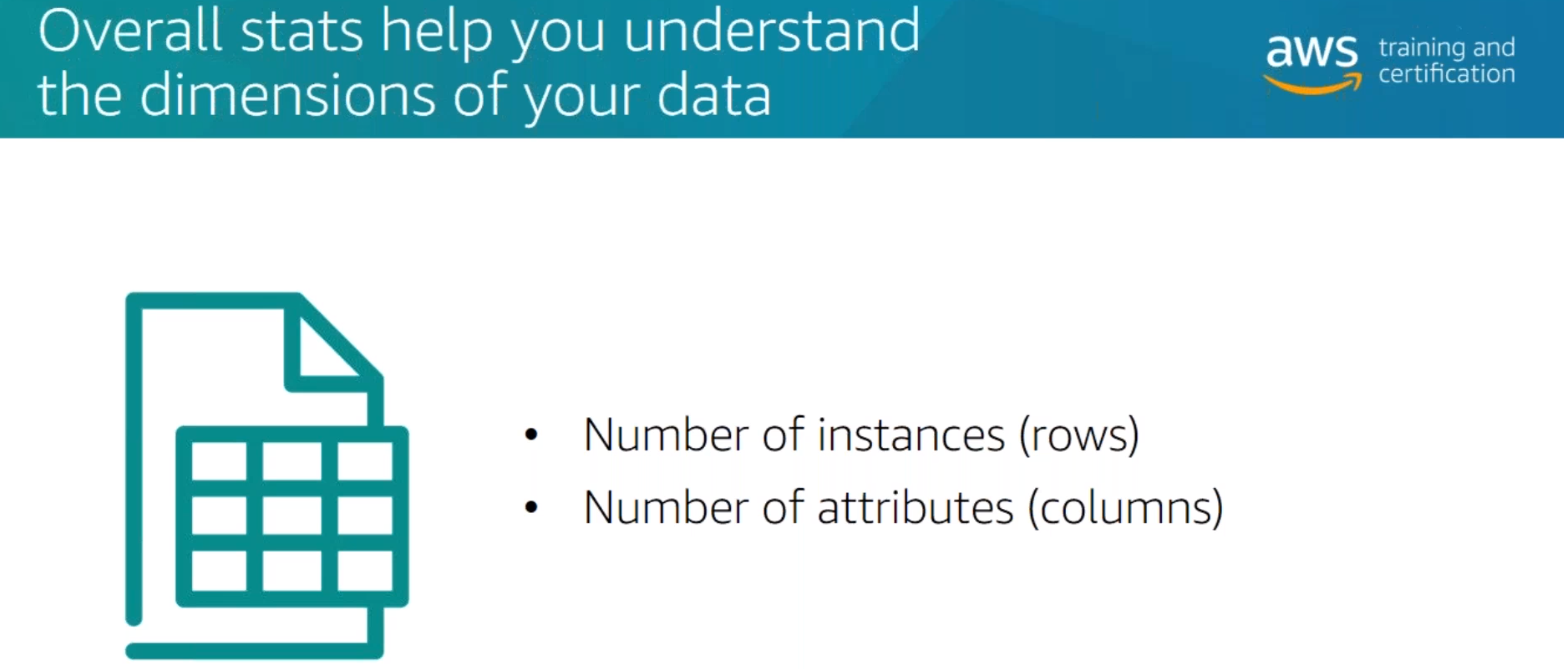 Overall stats help you understand
the dimensions of your data
aws
training and
certification
• Number of instances (rows)
• Number of attributes (columns)